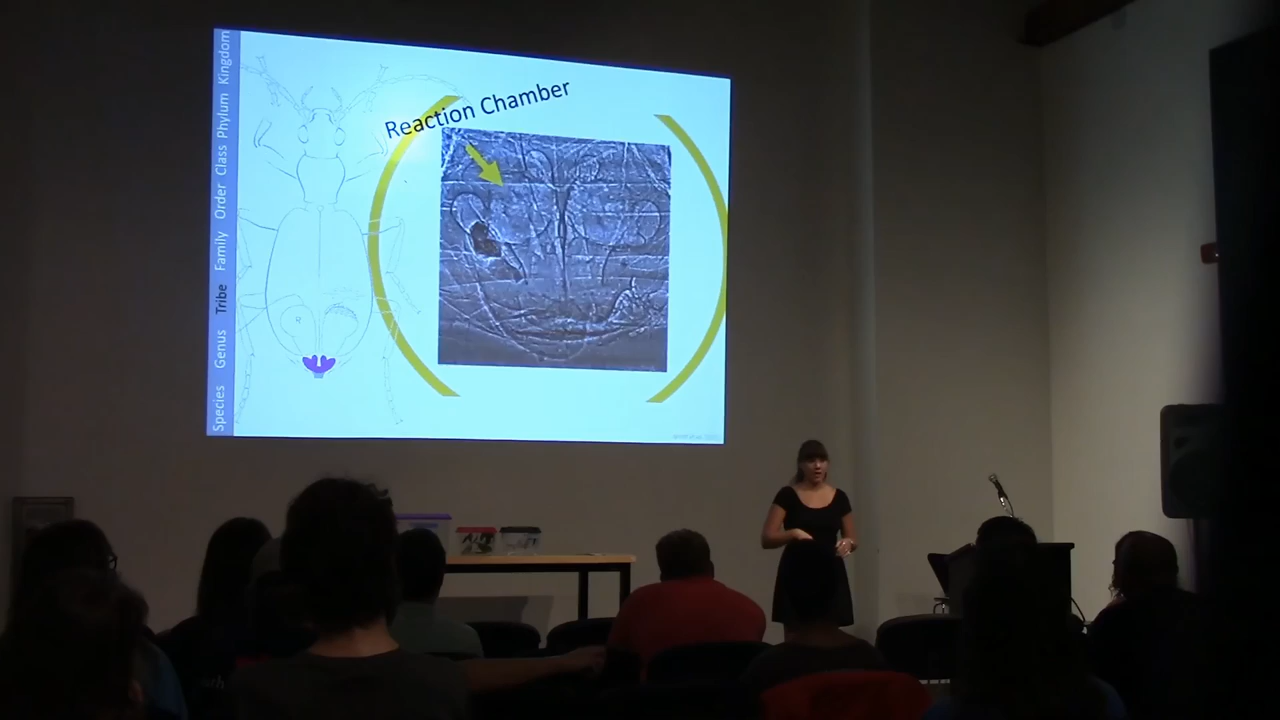 Reaction Chamber
Species Genus Tribe Family Order Class Phylum Kingdom
R